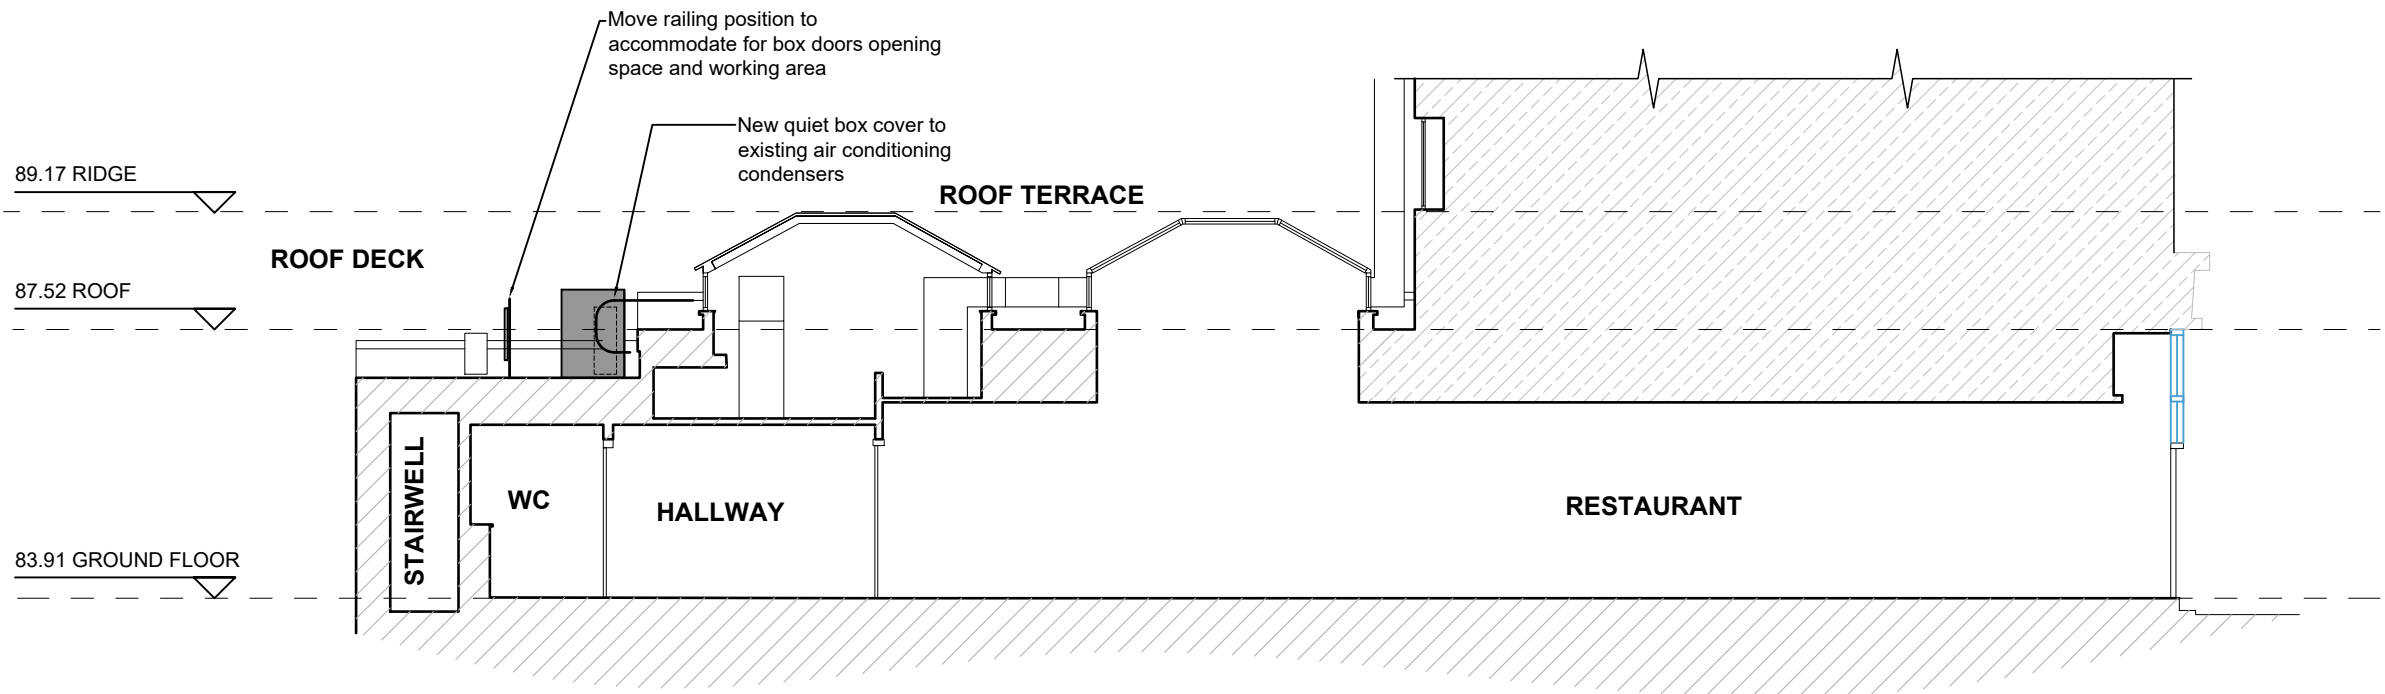 Move railing position to
accommodate for box doors opening
space and working area
New quiet box cover to
existing air conditioning
condensers
89.17 RIDGE
ROOF TERRACE
ROOF DECK
87.52 ROOF
STAIRWELL
WC
HALLWAY
RESTAURANT
83.91 GROUND FLOOR